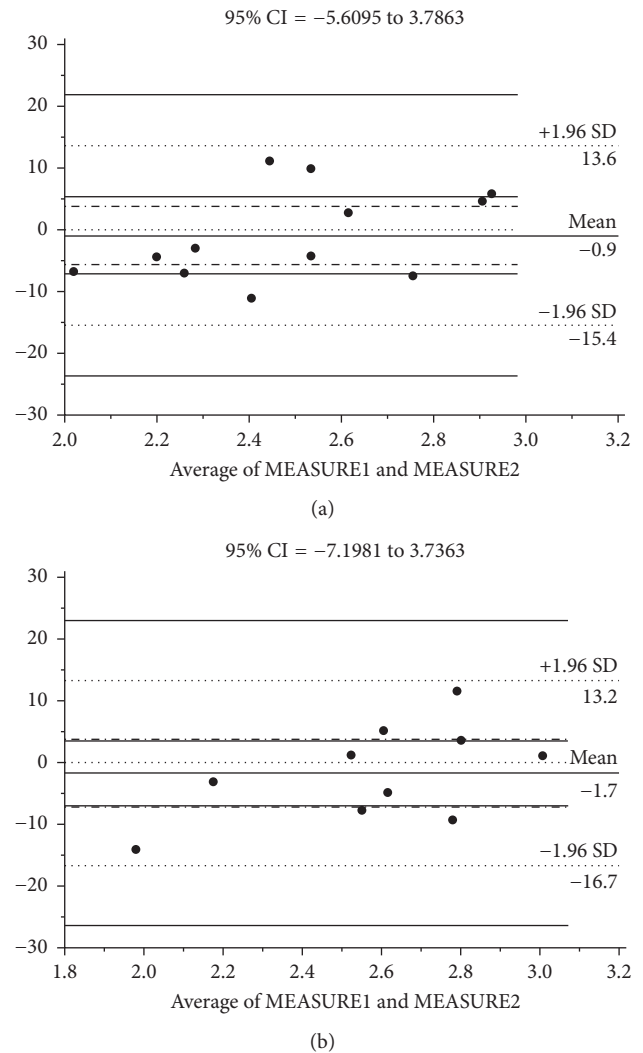 95% CI = −5.6095 to 3.7863
30
20
+1.96 SD
10
13.6
0
Mean
−0.9
−10
−1.96 SD
−15.4
−20
−30
2.0 2.2 2.4 2.6 2.8 3.0 3.2
Average of MEASURE1 and MEASURE2
(a)
95% CI = −7.1981 to 3.7363
30
20
+1.96 SD
10
13.2
0
Mean
−1.7
−10
−1.96 SD
−16.7
−20
−30
1.8 2.0 2.2 2.4 2.6 2.8 3.0 3.2
Average of MEASURE1 and MEASURE2
(b)